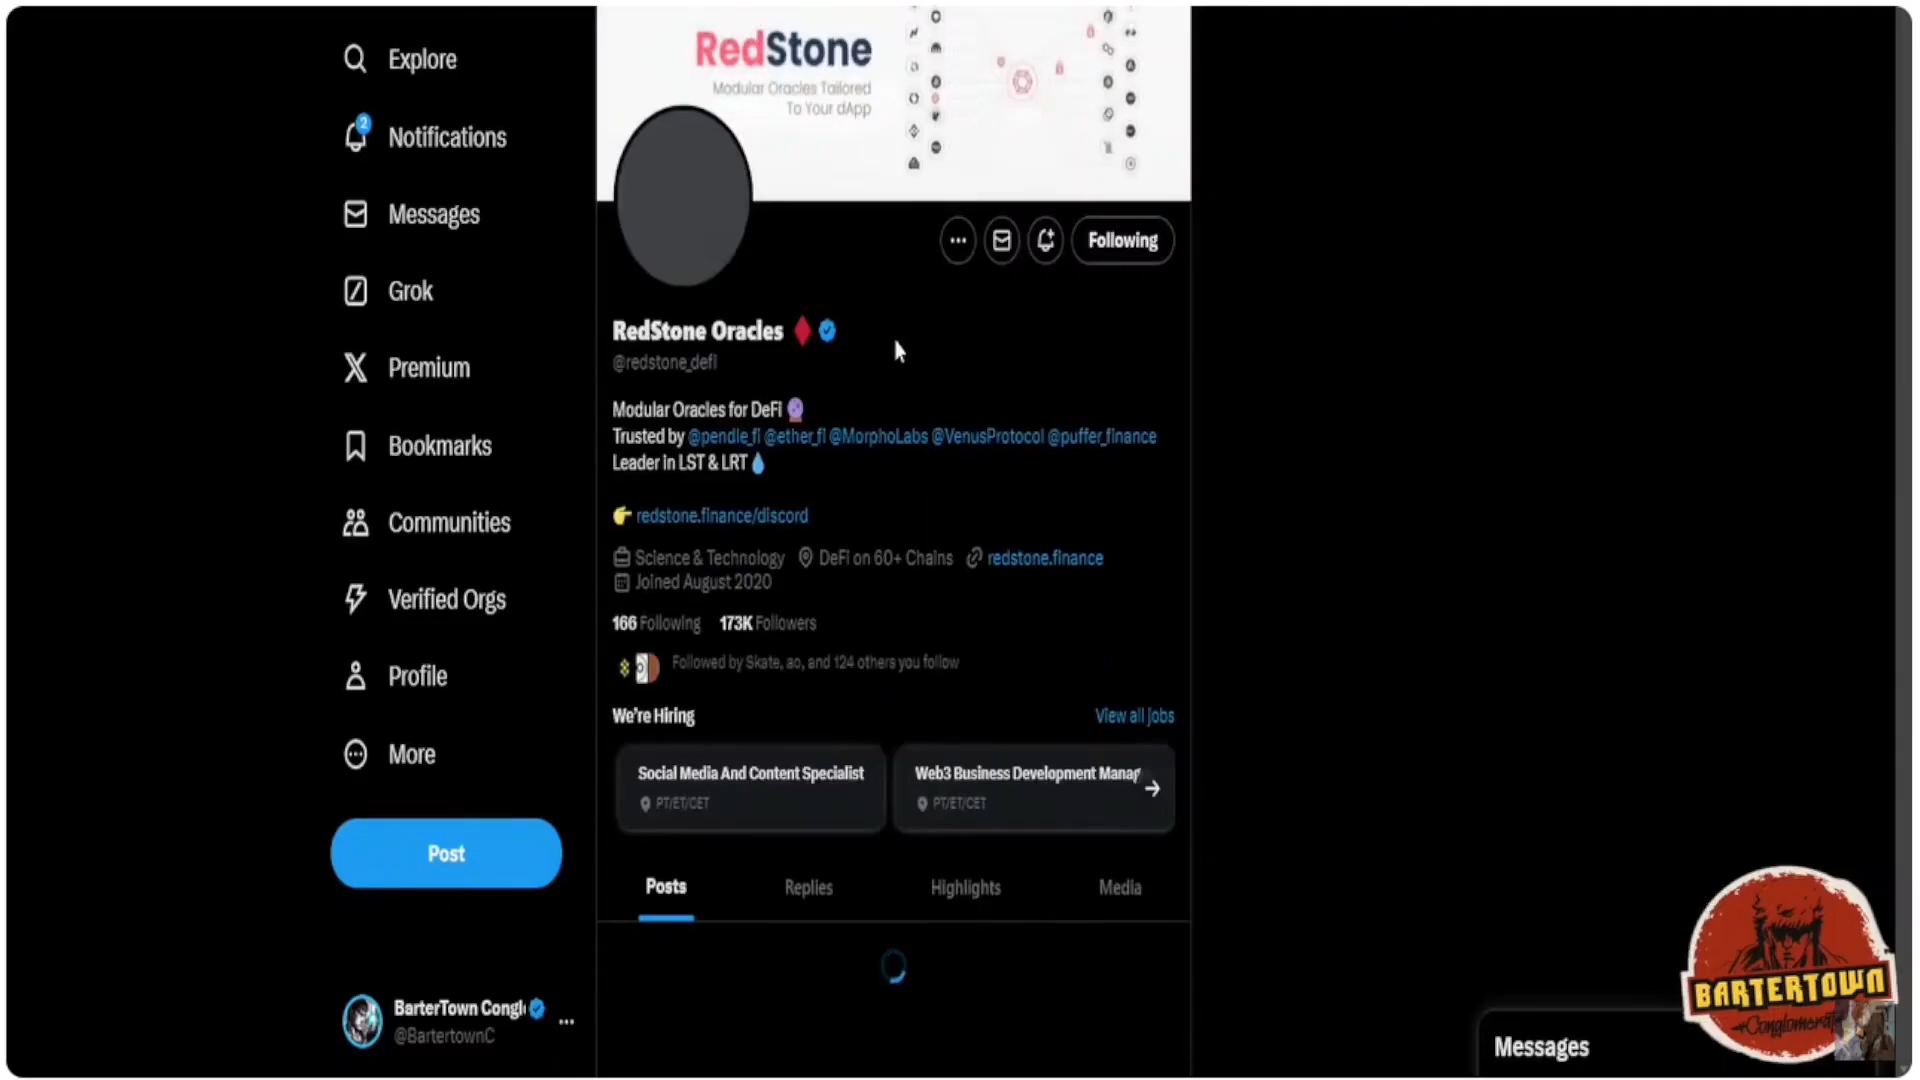 Explore
2
Notifications
Messages
Grok
Premium
Bookmarks
Communities
Verified Orgs
Profile
More
Post
BarterTown Congl
@BartertownC
RedStone
Modular Oracles Tailored
To Your dApp
Following
RedStone Oracles
@redstone_defi
Modular Oracles for DeFi
Trusted by @pendle_fi @ether_fi @MorphoLabs @VenusProtocol @puffer_finance
Leader in LST & LRT
redstone.finance/discord
Science & Technology DeFi on 60+ Chains redstone.finance
Joined August 2020
166 Following 173K Followers
Followed by Skate, ao, and 124 others you follow
We're Hiring View all jobs
Social Media And Content Specialist
PT/ET/CET
Web3 Business Development Manag
PT/ET/CET
Posts Replies Highlights Media
Messages
BARTERTOWN